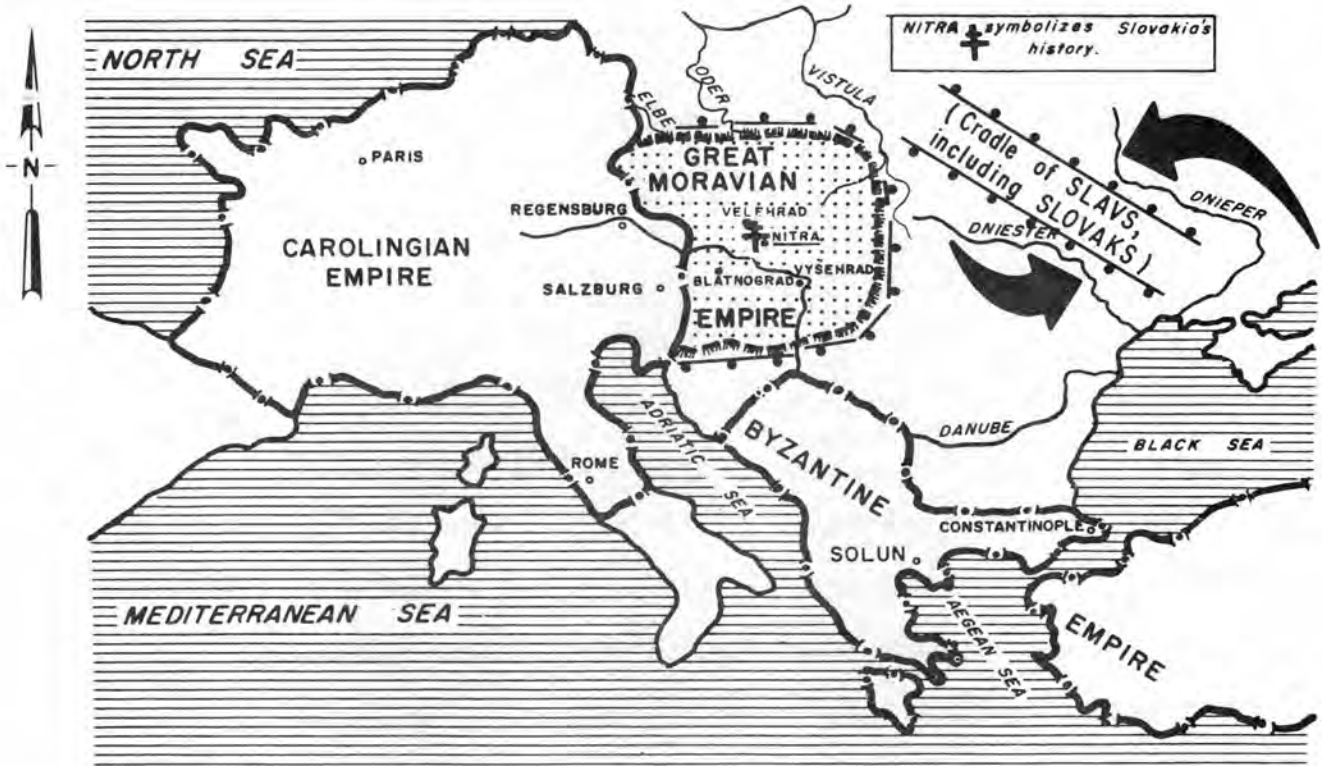 NORTH SEA
N
PARIS
CAROLINGIAN
EMPIRE
REGENSBURG
SALZBURG
ELBE
ODER
VISTULA
GREAT
MORAVIAN
VELEHRAD
NITRA
BLATNOGRAD
VYSEHRAD
EMPIRE
NITRA symbolizes Slovakia's
history.
(Cradle of SLAVS,
including SLOVAKS)
DNIEPER
DNIESTER
ADRIATIC SEA
ROME
BYZANTINE
DANUBE
BLACK SEA
CONSTANTINOPLE
SOLUN
AEGEAN SEA
EMPIRE
MEDITERRANEAN SEA